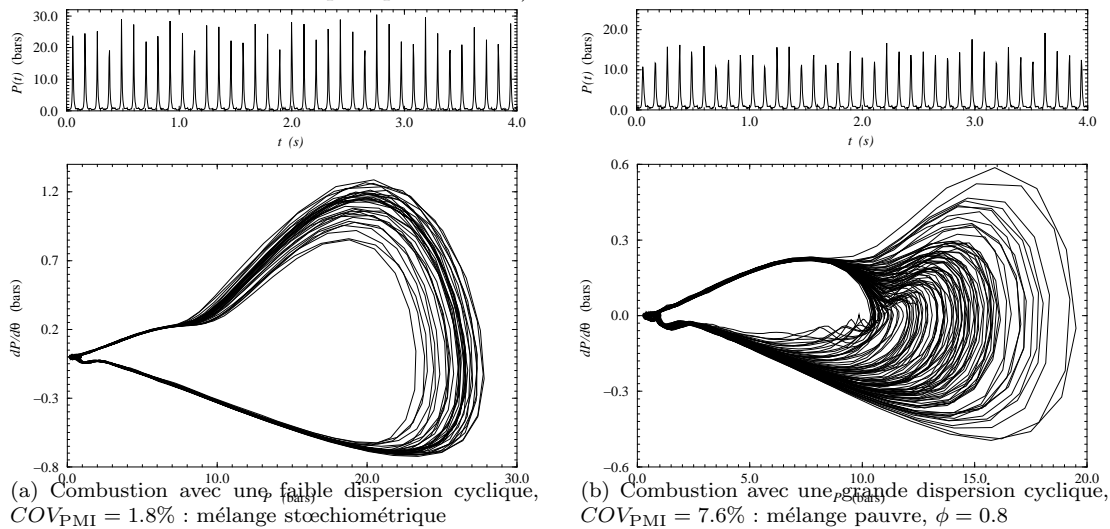 30.0
20.0
10.0
0.0
P(t) (bars)
0.0 1.0 2.0 3.0 4.0
t (s)
20.0
10.0
0.0
P(t) (bars)
0.0 1.0 2.0 3.0 4.0
t (s)
1.2
0.7
0.2
−0.3
−0.8
dP/dθ (bars)
0.0 10.0 20.0 30.0
P (bars)
0.6
0.3
0.0
−0.3
−0.6
dP/dθ (bars)
0.0 5.0 10.0 15.0 20.0
P (bars)
(a) Combustion avec une faible dispersion cyclique,
COV_PMI = 1.8% : mélange stœchiométrique
(b) Combustion avec une grande dispersion cyclique,
COV_PMI = 7.6% : mélange pauvre, ϕ = 0.8